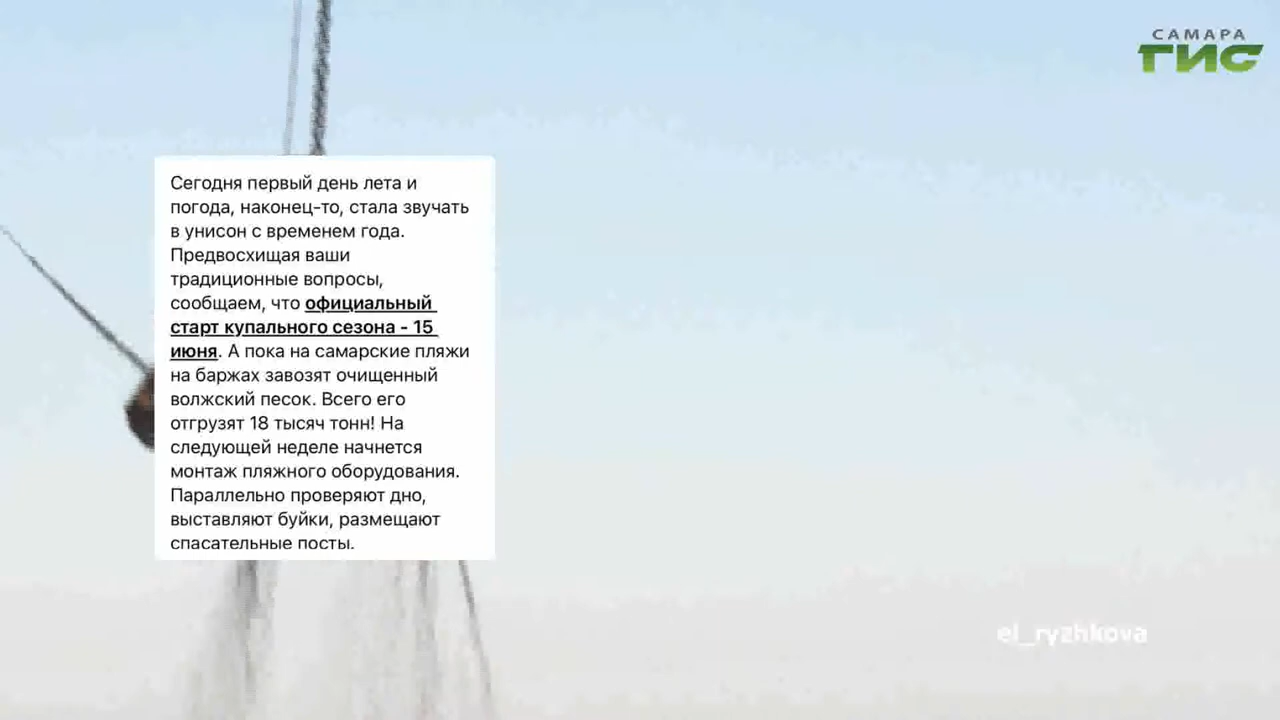 САМАРА
ГИС
Сегодня первый день лета и
погода, наконец-то, стала звучать
в унисон с временем года.
Предвосхищая ваши
традиционные вопросы,
сообщаем, что официальный
старт купального сезона - 15
июня. А пока на самарские пляжи
на баржах завозят очищенный
волжский песок. Всего его
отгрузят 18 тысяч тонн! На
следующей неделе начнется
монтаж пляжного оборудования.
Параллельно проверяют дно,
выставляют буйки, размещают
спасательные посты.
el_ryzhkova